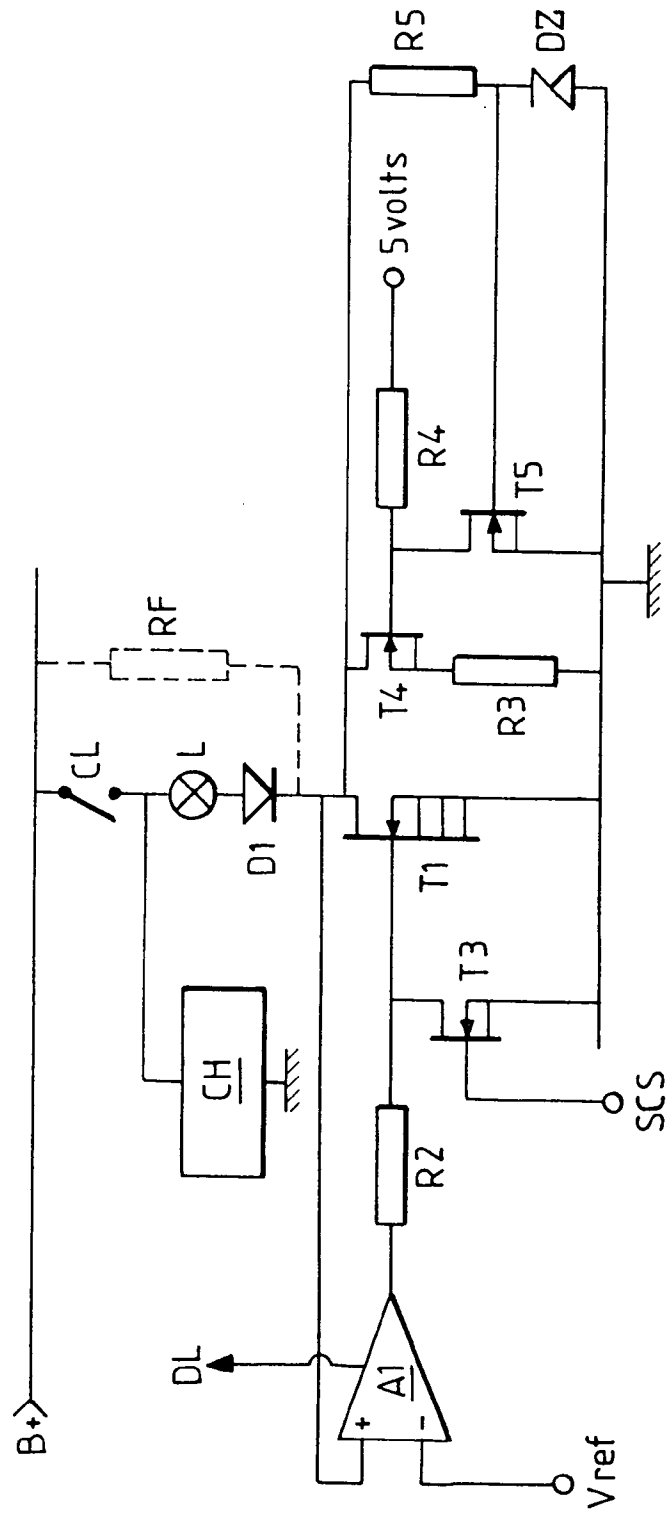 B+
CL
RF
L
D1
CH
DL
A1
+
-
Vref
R2
T3
SCS
T1
T4
R3
R4
5 volts
T5
R5
DZ